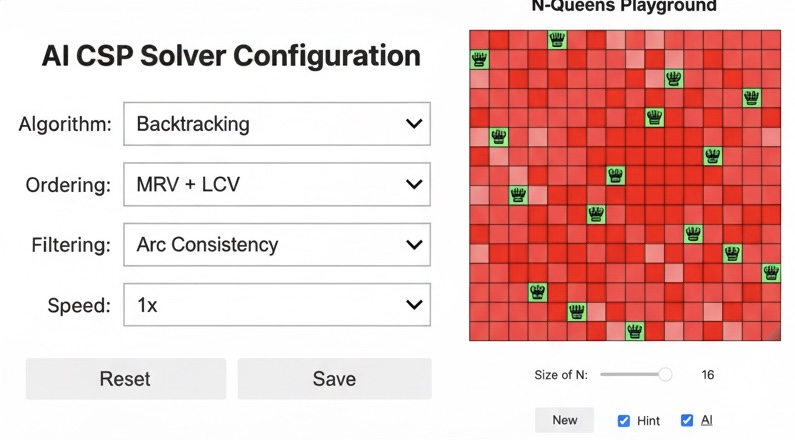 N-Queens Playground
AI CSP Solver Configuration
Algorithm: Backtracking
Ordering: MRV + LCV
Filtering: Arc Consistency
Speed: 1x
Reset Save
Size of N: 16
New Hint AI